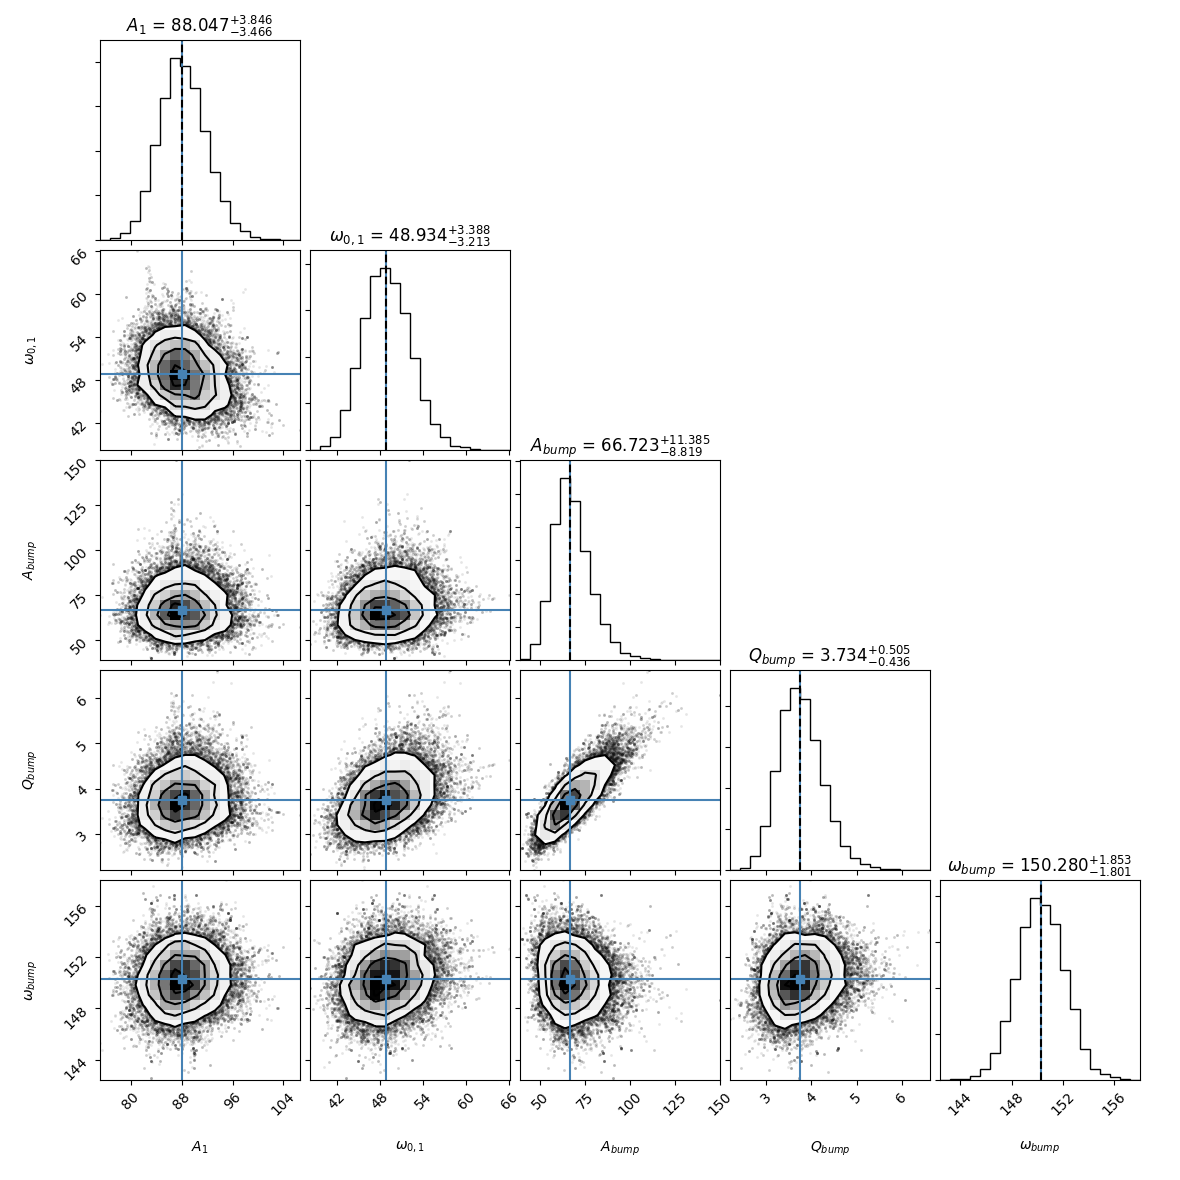 A_1 = 88.047^{+3.846}_{-3.466}
66
60
54
48
42
ω_{0,1}
ω_{0,1} = 48.934^{+3.388}_{-3.213}
150
125
100
75
50
A_{bump}
A_{bump} = 66.723^{+11.385}_{-8.819}
6
5
4
3
Q_{bump}
Q_{bump} = 3.734^{+0.505}_{-0.436}
156
152
148
144
ω_{bump}
ω_{bump} = 150.280^{+1.853}_{-1.801}
80 88 96 104 42 48 54 60 66 50 75 100 125 150 3 4 5 6 144 148 152 156
A_1 ω_{0,1} A_{bump} Q_{bump} ω_{bump}